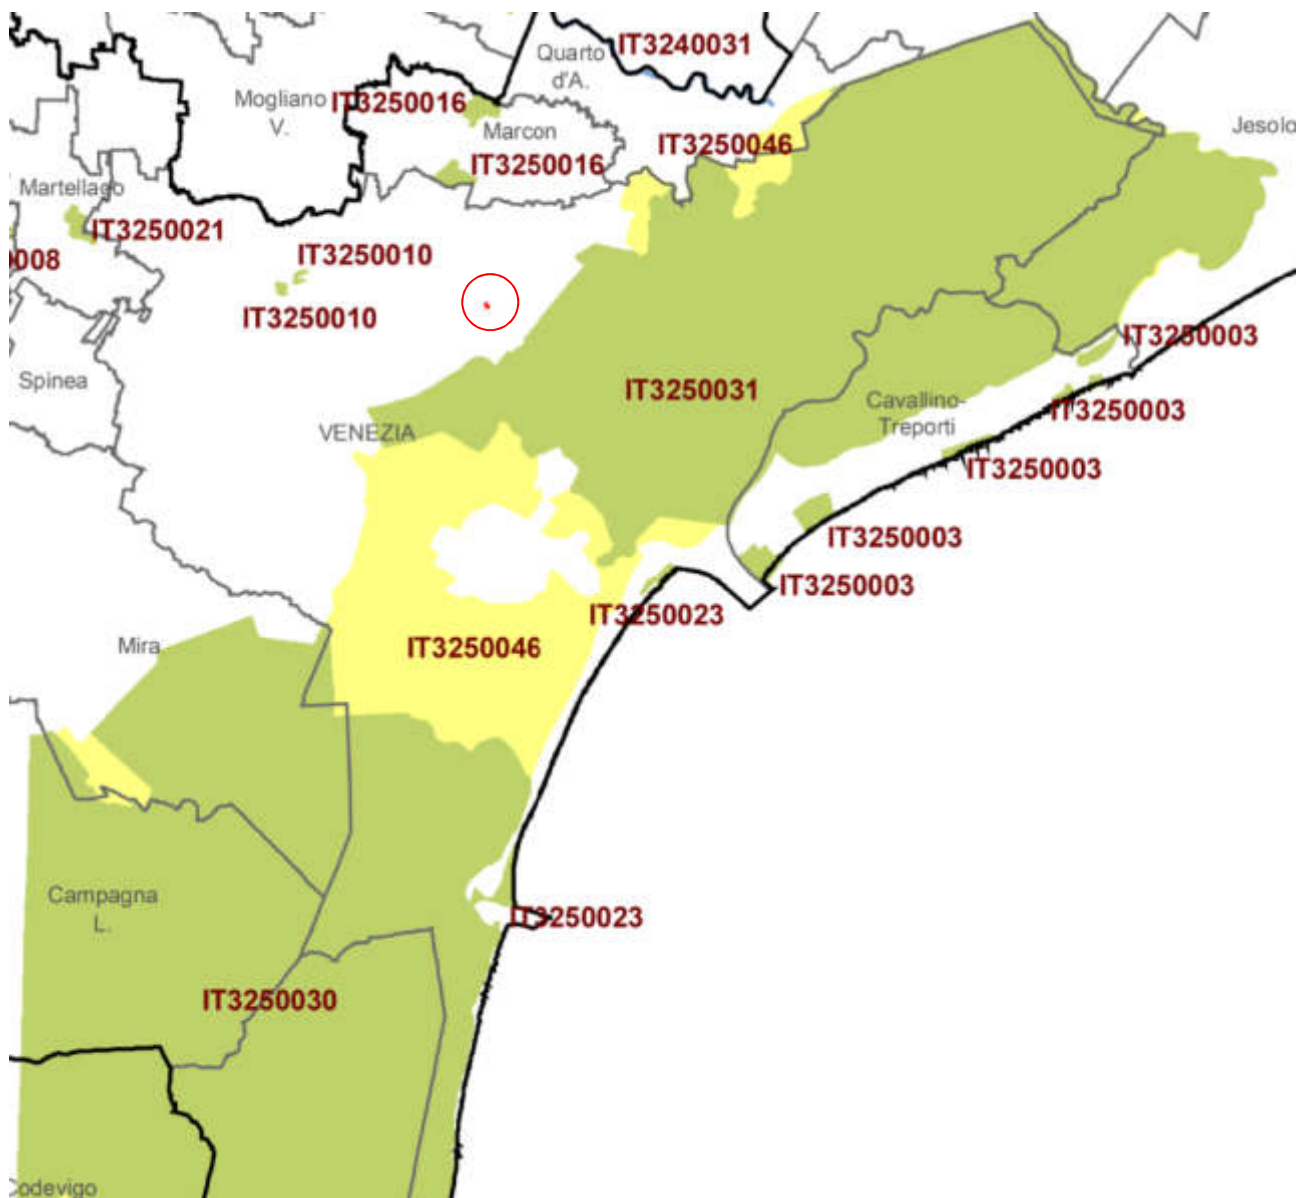 IT3240031
Quarto
d'A.
Mogliano
V.
IT3250016
Marcon
IT3250016
IT3250046
Jesolo
Martellago
IT3250021
008
IT3250010
IT3250010
Spinea
VENEZIA
IT3250031
Cavallino-
Treporti
IT3250003
IT3250003
IT3250003
IT3250003
IT3250003
IT3250023
Mira
IT3250046
Campagna
L.
IT3250023
IT3250030
Codevigo